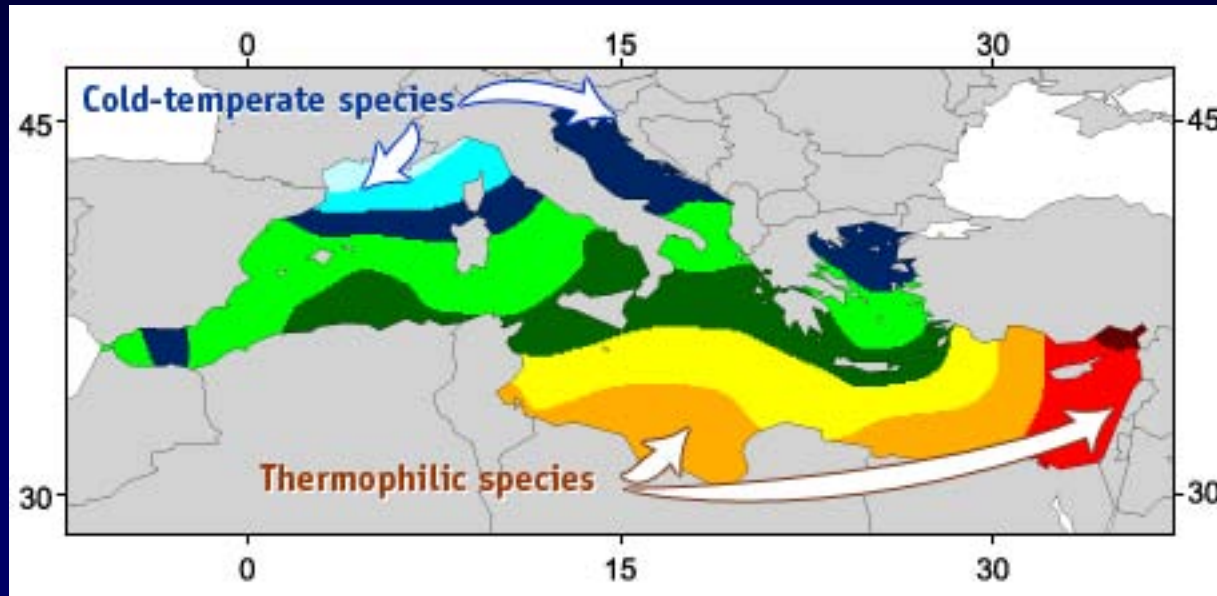 0 15 30
Cold-temperate species
45 45
Thermophilic species
30 30
0 15 30